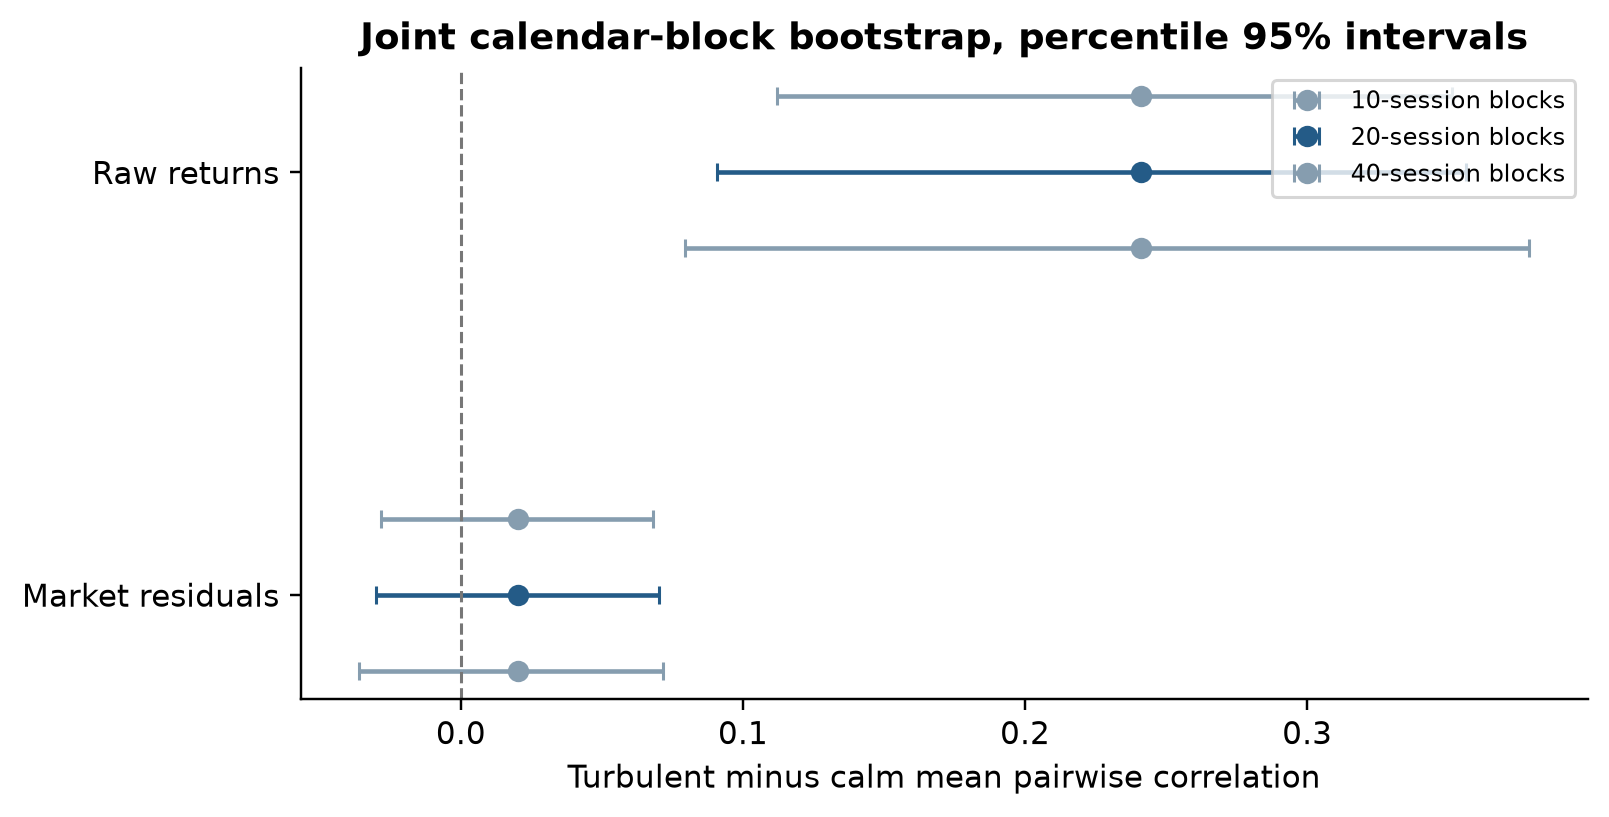 Joint calendar-block bootstrap, percentile 95% intervals
10-session blocks
20-session blocks
40-session blocks
Raw returns
Market residuals
0.0 0.1 0.2 0.3
Turbulent minus calm mean pairwise correlation